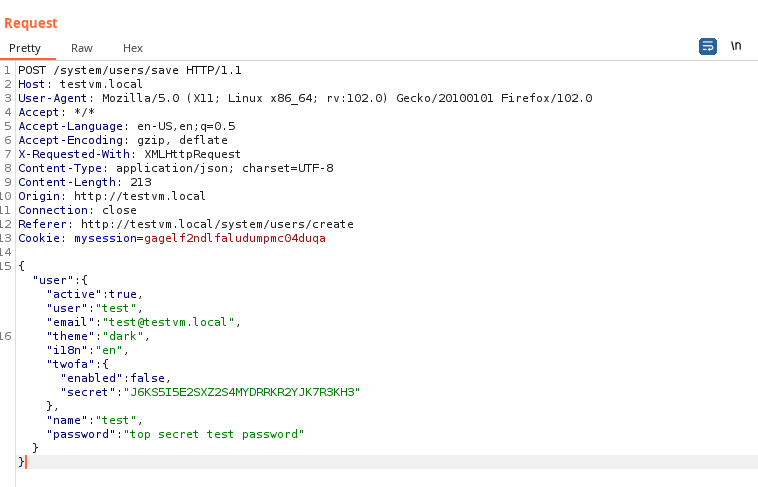 Request
Pretty Raw Hex \n
1 POST /system/users/save HTTP/1.1
2 Host: testvm.local
3 User-Agent: Mozilla/5.0 (X11; Linux x86_64; rv:102.0) Gecko/20100101 Firefox/102.0
4 Accept: */*
5 Accept-Language: en-US,en;q=0.5
6 Accept-Encoding: gzip, deflate
7 X-Requested-With: XMLHttpRequest
8 Content-Type: application/json; charset=UTF-8
9 Content-Length: 213
10 Origin: http://testvm.local
11 Connection: close
12 Referer: http://testvm.local/system/users/create
13 Cookie: mysession=gagelf2ndlfaludumpmc04duqa
14
15 {
"user":{
"active":true,
"user":"test",
"email":"test@testvm.local",
16 "theme":"dark",
"i18n":"en",
"twofa":{
"enabled":false,
"secret":"J6KS5I5E2SXZ2S4MYDRRKR2YJK7R3KH3"
},
"name":"test",
"password":"top secret test password"
}
}